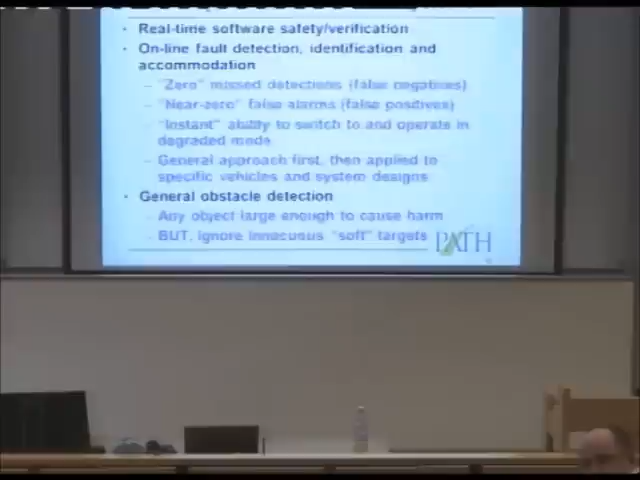 • Real-time software safety/verification
• On-line fault detection, identification and
accommodation
– "Zero" missed detections (false negatives)
– "Near-zero" false alarms (false positives)
– "Instant" ability to switch to and operate in
degraded mode
– General approach first, then applied to
specific vehicles and system designs
• General obstacle detection
– Any object large enough to cause harm
– BUT, ignore innocuous "soft" targets
PATH